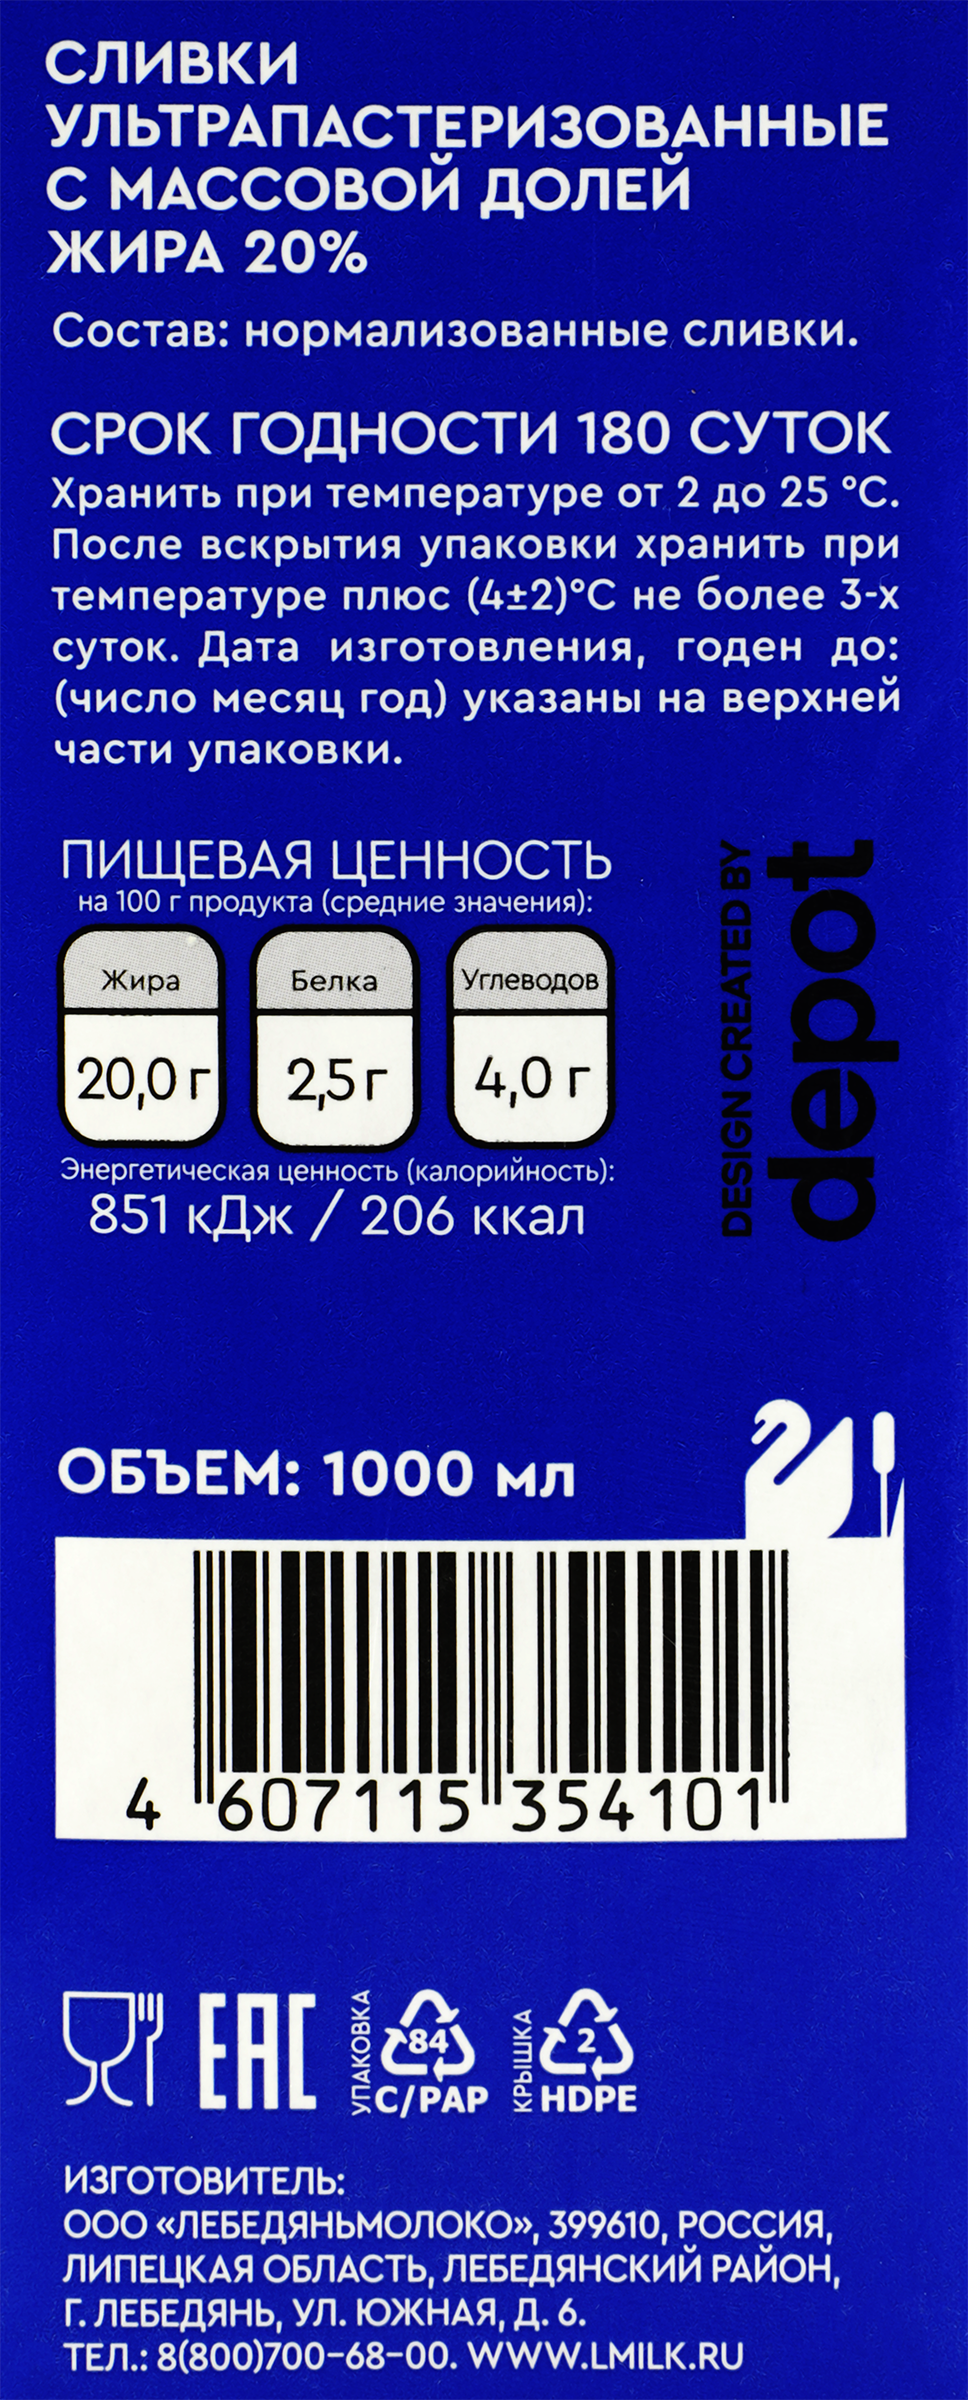 СЛИВКИ
УЛЬТРАПАСТЕРИЗОВАННЫЕ
С МАССОВОЙ ДОЛЕЙ
ЖИРА 20%
Состав: нормализованные сливки.
СРОК ГОДНОСТИ 180 СУТОК
Хранить при температуре от 2 до 25 °С.
После вскрытия упаковки хранить при
температуре плюс (4±2)°С не более 3-х
суток. Дата изготовления, годен до:
(число месяц год) указаны на верхней
части упаковки.
ПИЩЕВАЯ ЦЕННОСТЬ
на 100 г продукта (средние значения):
Жира Белка Углеводов
20,0 г 2,5 г 4,0 г
Энергетическая ценность (калорийность):
851 кДж / 206 ккал
DESIGN CREATED BY
depot
ОБЪЕМ: 1000 мл
4 607115 354101
EAC
УПАКОВКА
84
C/PAP
КРЫШКА
2
HDPE
ИЗГОТОВИТЕЛЬ:
ООО «ЛЕБЕДЯНЬМОЛОКО», 399610, РОССИЯ,
ЛИПЕЦКАЯ ОБЛАСТЬ, ЛЕБЕДЯНСКИЙ РАЙОН,
Г. ЛЕБЕДЯНЬ, УЛ. ЮЖНАЯ, Д. 6.
ТЕЛ.: 8(800)700-68-00. WWW.LMILK.RU